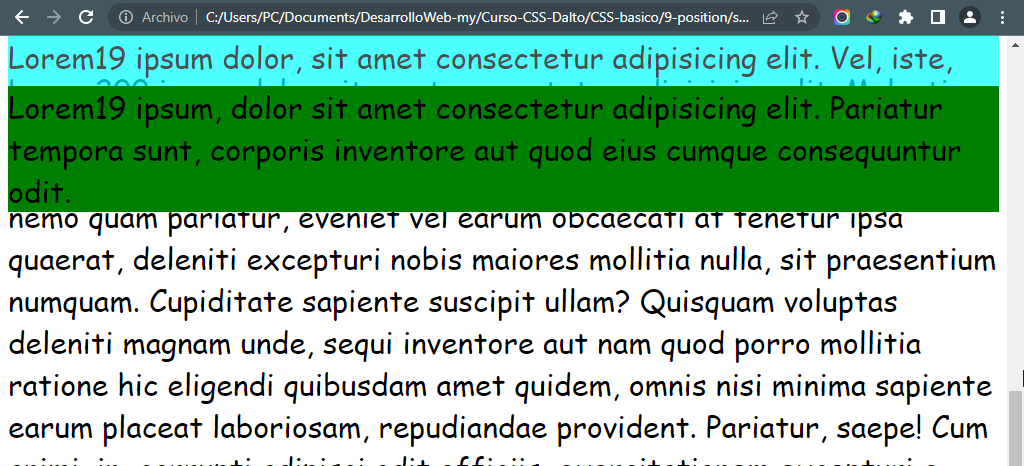 Archivo | C:/Users/PC/Documents/DesarrolloWeb-my/Curso-CSS-Dalto/CSS-basico/9-position/s...
Lorem19 ipsum dolor, sit amet consectetur adipisicing elit. Vel, iste,
Lorem19 ipsum, dolor sit amet consectetur adipisicing elit. Pariatur
tempora sunt, corporis inventore aut quod eius cumque consequuntur
odit.
nemo quam pariatur, eveniet vel earum obcaecati at tenetur ipsa
quaerat, deleniti excepturi nobis maiores mollitia nulla, sit praesentium
numquam. Cupiditate sapiente suscipit ullam? Quisquam voluptas
deleniti magnam unde, sequi inventore aut nam quod porro mollitia
ratione hic eligendi quibusdam amet quidem, omnis nisi minima sapiente
earum placeat laboriosam, repudiandae provident. Pariatur, saepe! Cum